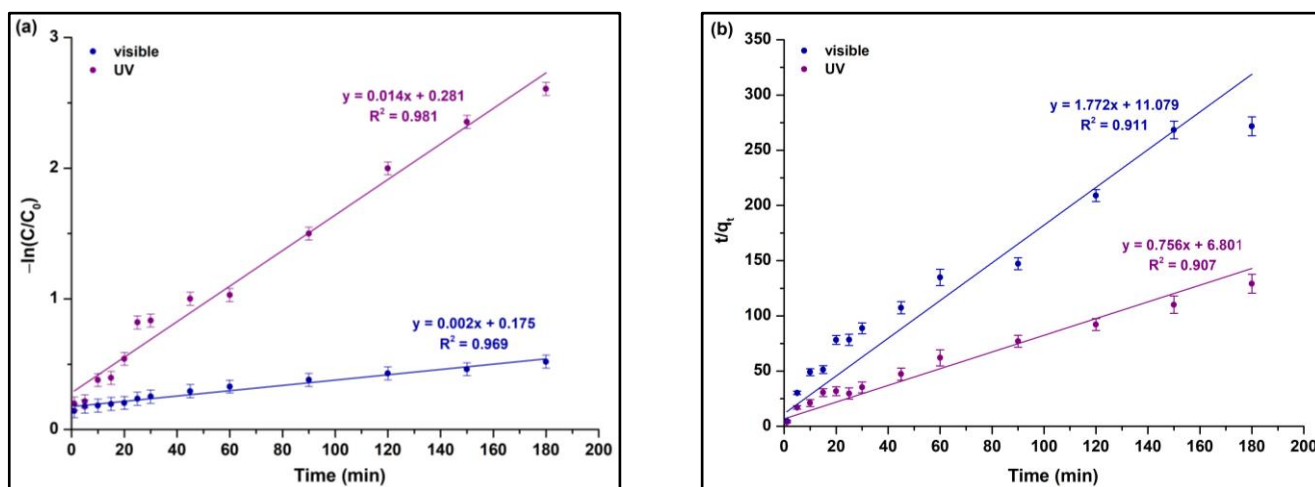 (a)
visible
UV
y = 0.014x + 0.281
R² = 0.981
y = 0.002x + 0.175
R² = 0.969
–ln(C/C₀)
3
2
1
0
0 20 40 60 80 100 120 140 160 180 200
Time (min)
(b)
visible
UV
y = 1.772x + 11.079
R² = 0.911
y = 0.756x + 6.801
R² = 0.907
t/qₜ
350
300
250
200
150
100
50
0
0 20 40 60 80 100 120 140 160 180 200
Time (min)